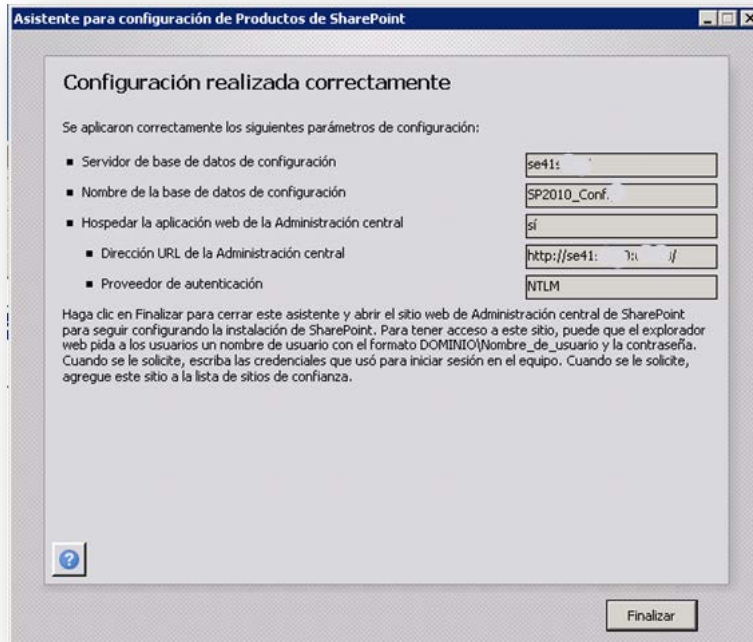 Asistente para configuración de Productos de SharePoint
Configuración realizada correctamente
Se aplicaron correctamente los siguientes parámetros de configuración:
Servidor de base de datos de configuración
Nombre de la base de datos de configuración
SP2010_Conf
Hospedar la aplicación web de la Administración central
sí
Dirección URL de la Administración central
Proveedor de autenticación
NTLM
Haga clic en Finalizar para cerrar este asistente y abrir el sitio web de Administración central de SharePoint
para seguir configurando la instalación de SharePoint. Para tener acceso a este sitio, puede que el explorador
web pida a los usuarios un nombre de usuario con el formato DOMINIO\Nombre_de_usuario y la contraseña.
Cuando se le solicite, escriba las credenciales que usó para iniciar sesión en el equipo. Cuando se le solicite,
agregue este sitio a la lista de sitios de confianza.
?
Finalizar